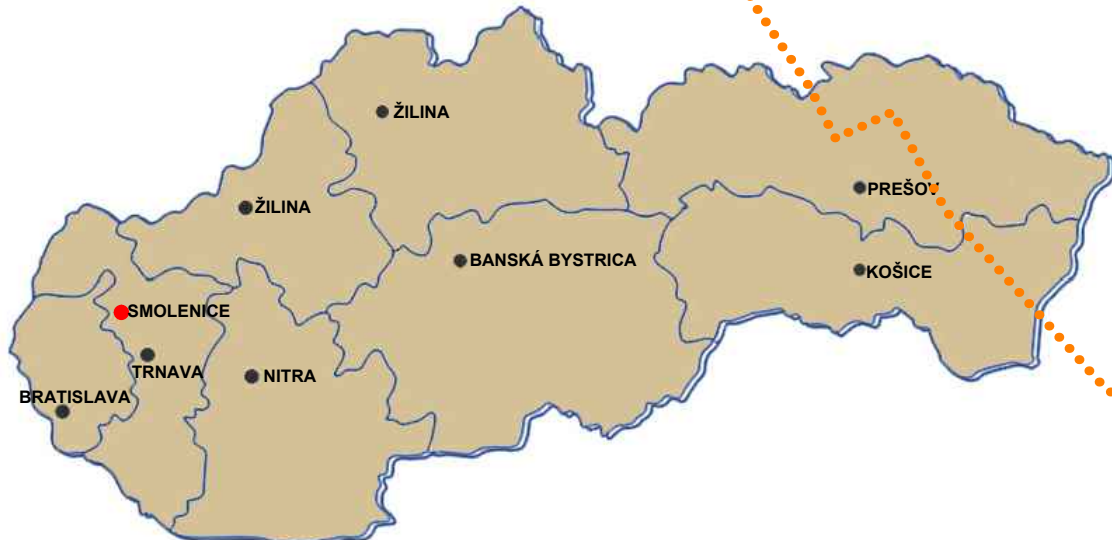 ŽILINA
PREŠOV
ŽILINA
BANSKÁ BYSTRICA
KOŠICE
SMOLENICE
TRNAVA
NITRA
BRATISLAVA